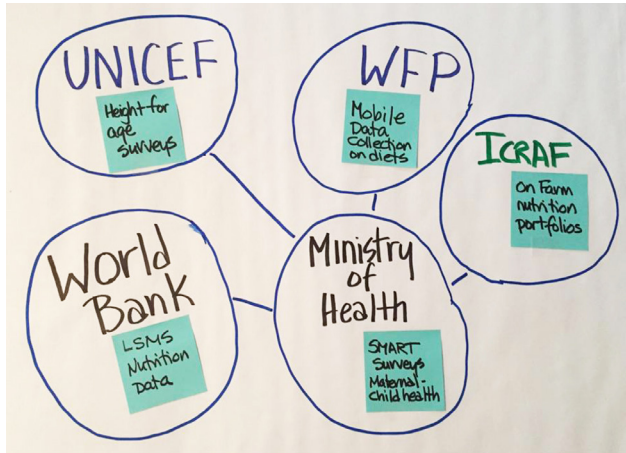 UNICEF
Height for
age
surveys
WFP
Mobile
Data
Collection
on diets
ICRAF
on Farm
nutrition
portfolios
World
Bank
LSMS
Nutrition
Data
Ministry
of
Health
SMART
Surveys
Maternal-
child health